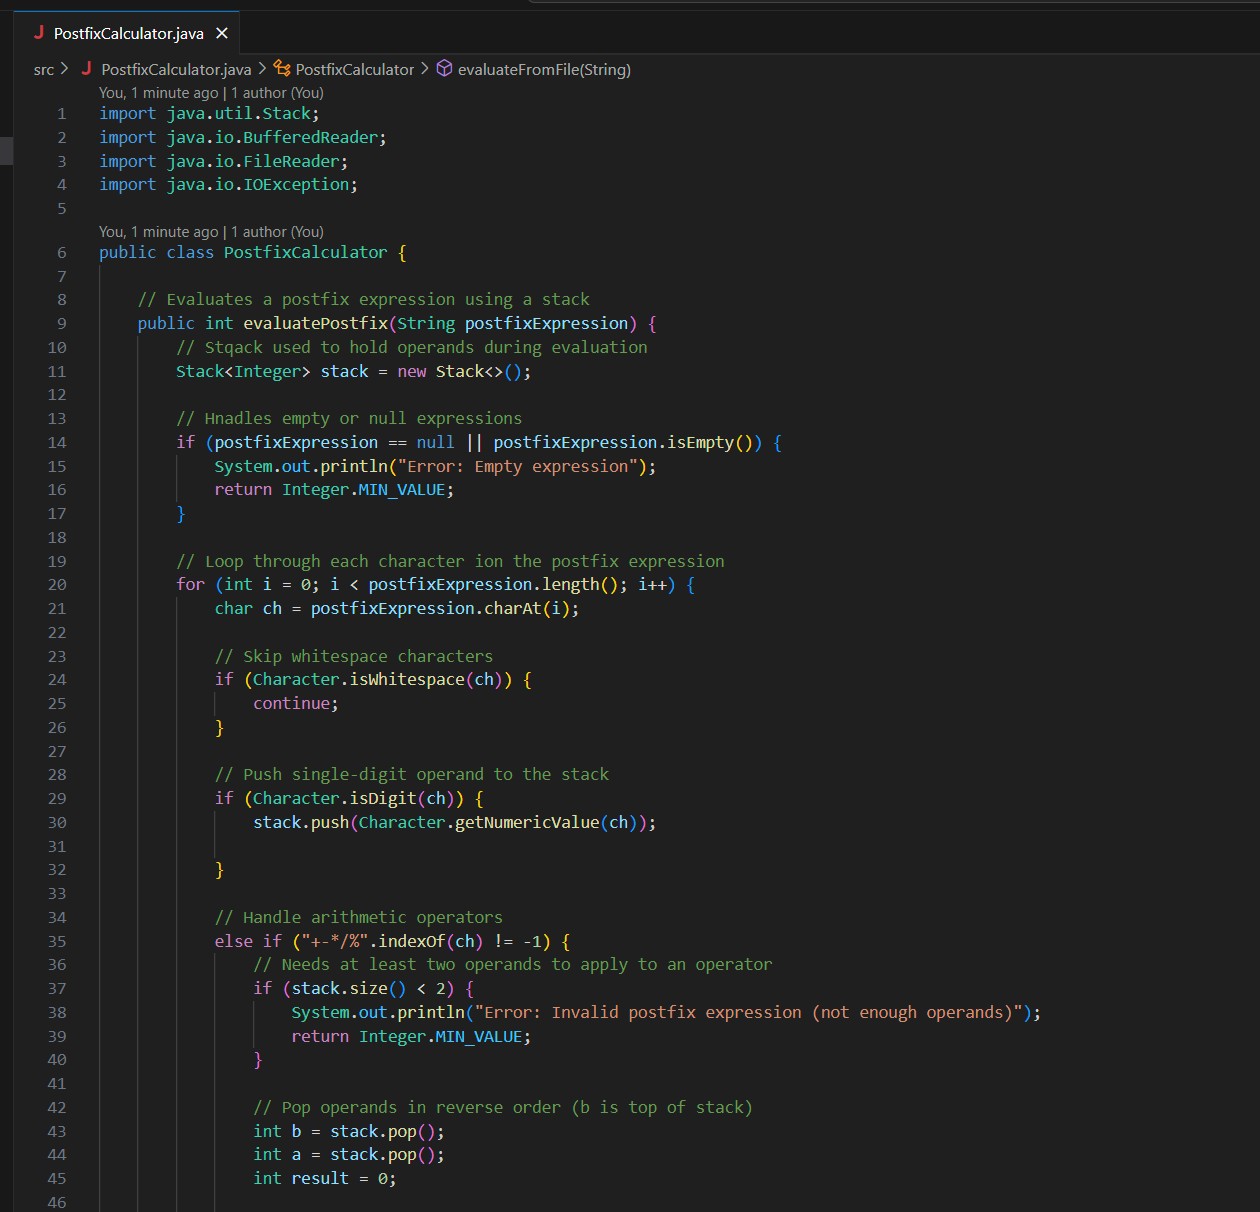 PostfixCalculator.java
src > PostfixCalculator.java > PostfixCalculator > evaluateFromFile(String)
You, 1 minute ago | 1 author (You)
1 import java.util.Stack;
2 import java.io.BufferedReader;
3 import java.io.FileReader;
4 import java.io.IOException;
5
You, 1 minute ago | 1 author (You)
6 public class PostfixCalculator {
7
8     // Evaluates a postfix expression using a stack
9     public int evaluatePostfix(String postfixExpression) {
10         // Stqack used to hold operands during evaluation
11         Stack<Integer> stack = new Stack<>();
12
13         // Hnadles empty or null expressions
14         if (postfixExpression == null || postfixExpression.isEmpty()) {
15             System.out.println("Error: Empty expression");
16             return Integer.MIN_VALUE;
17         }
18
19         // Loop through each character ion the postfix expression
20         for (int i = 0; i < postfixExpression.length(); i++) {
21             char ch = postfixExpression.charAt(i);
22
23             // Skip whitespace characters
24             if (Character.isWhitespace(ch)) {
25                 continue;
26             }
27
28             // Push single-digit operand to the stack
29             if (Character.isDigit(ch)) {
30                 stack.push(Character.getNumericValue(ch));
31
32             }
33
34             // Handle arithmetic operators
35             else if ("+-*/%".indexOf(ch) != -1) {
36                 // Needs at least two operands to apply to an operator
37                 if (stack.size() < 2) {
38                     System.out.println("Error: Invalid postfix expression (not enough operands)");
39                     return Integer.MIN_VALUE;
40                 }
41
42                 // Pop operands in reverse order (b is top of stack)
43                 int b = stack.pop();
44                 int a = stack.pop();
45                 int result = 0;
46